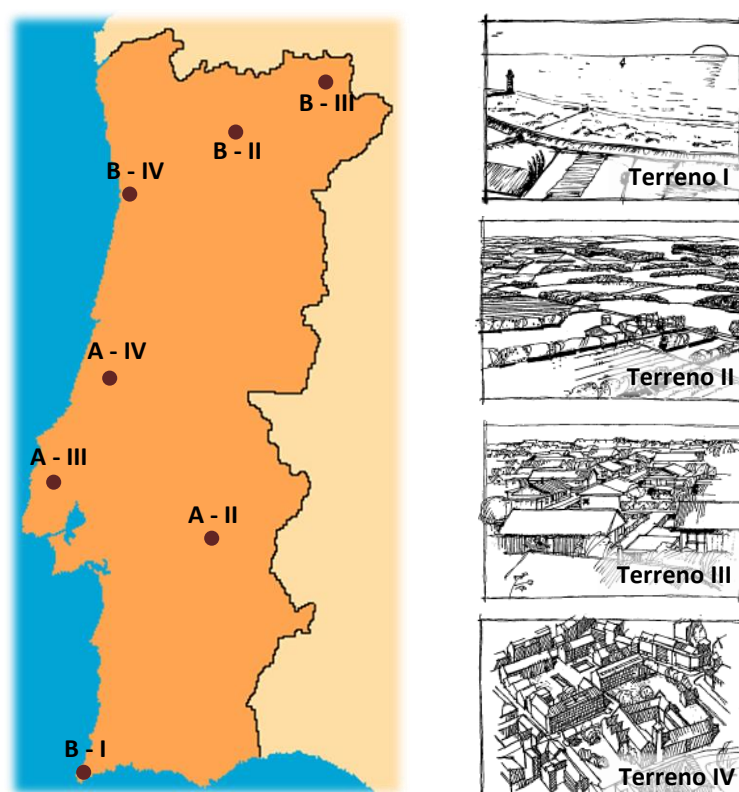 B - III
B - II
B - IV
A - IV
A - III
A - II
B - I
Terreno I
Terreno II
Terreno III
Terreno IV